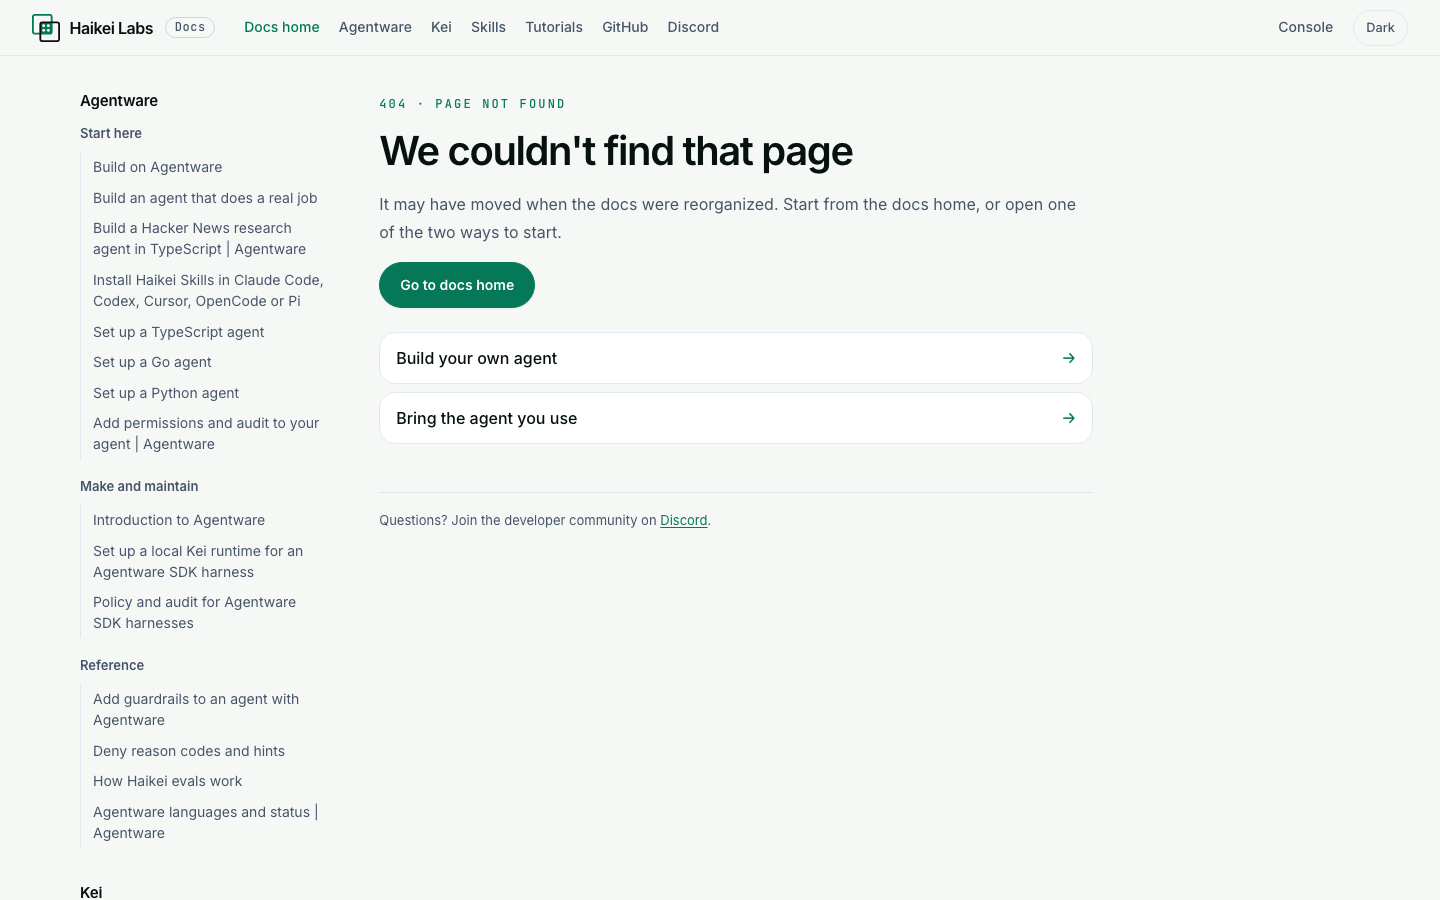 Haikei Labs
Docs
Docs home
Agentware
Kei
Skills
Tutorials
GitHub
Discord
Console
Dark
Agentware
Start here
Build on Agentware
Build an agent that does a real job
Build a Hacker News research
agent in TypeScript | Agentware
Install Haikei Skills in Claude Code,
Codex, Cursor, OpenCode or Pi
Set up a TypeScript agent
Set up a Go agent
Set up a Python agent
Add permissions and audit to your
agent | Agentware
Make and maintain
Introduction to Agentware
Set up a local Kei runtime for an
Agentware SDK harness
Policy and audit for Agentware
SDK harnesses
Reference
Add guardrails to an agent with
Agentware
Deny reason codes and hints
How Haikei evals work
Agentware languages and status |
Agentware
Kei
404 · PAGE NOT FOUND
We couldn't find that page
It may have moved when the docs were reorganized. Start from the docs home, or open one
of the two ways to start.
Go to docs home
Build your own agent →
Bring the agent you use →
Questions? Join the developer community on Discord.